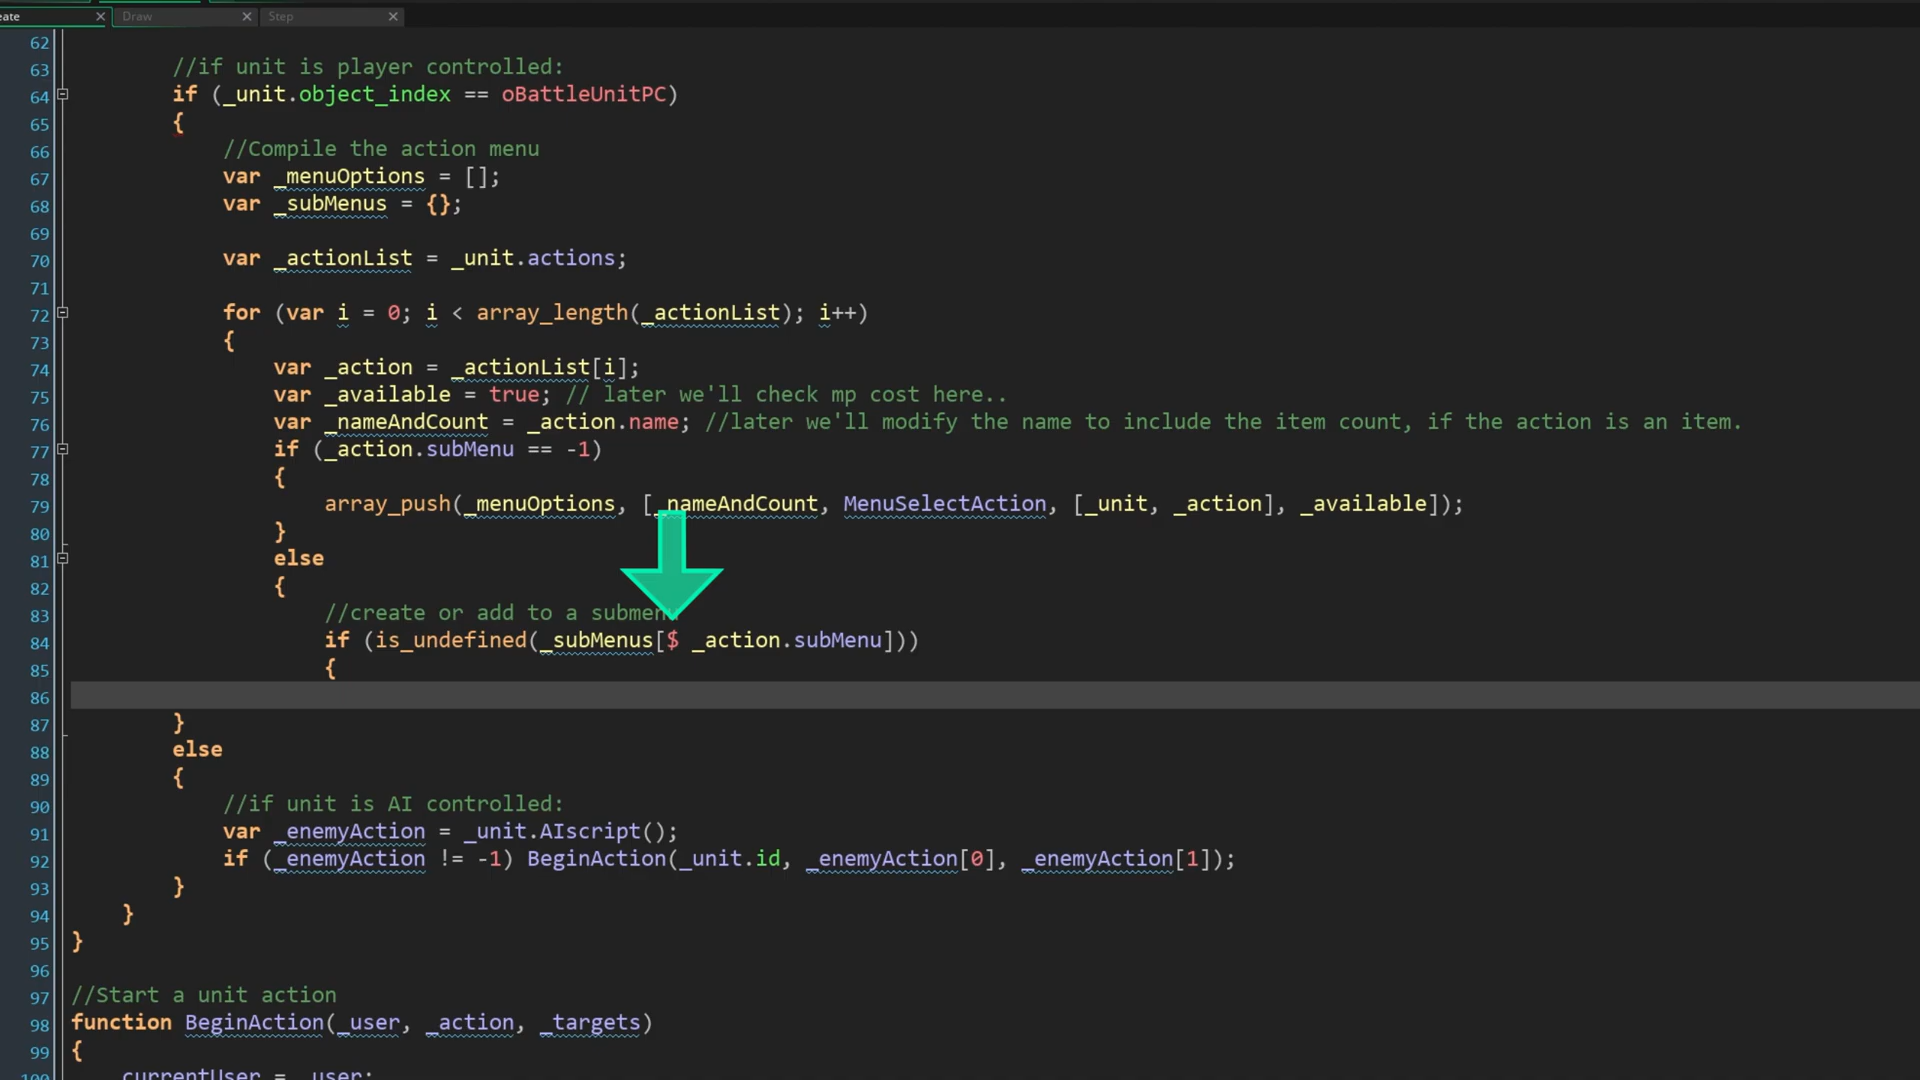 eate Draw Step
62
63 //if unit is player controlled:
64 if (_unit.object_index == oBattleUnitPC)
65 {
66 //Compile the action menu
67 var _menuOptions = [];
68 var _subMenus = {};
69
70 var _actionList = _unit.actions;
71
72 for (var i = 0; i < array_length(_actionList); i++)
73 {
74 var _action = _actionList[i];
75 var _available = true; // later we'll check mp cost here..
76 var _nameAndCount = _action.name; //later we'll modify the name to include the item count, if the action is an item.
77 if (_action.subMenu == -1)
78 {
79 array_push(_menuOptions, [_nameAndCount, MenuSelectAction, [_unit, _action], _available]);
80 }
81 else
82 {
83 //create or add to a submenu
84 if (is_undefined(_subMenus[$ _action.subMenu]))
85 {
86
87 }
88 else
89 {
90 //if unit is AI controlled:
91 var _enemyAction = _unit.AIscript();
92 if (_enemyAction != -1) BeginAction(_unit.id, _enemyAction[0], _enemyAction[1]);
93 }
94 }
95 }
96
97 //Start a unit action
98 function BeginAction(_user, _action, _targets)
99 {
100 currentUser = _user;